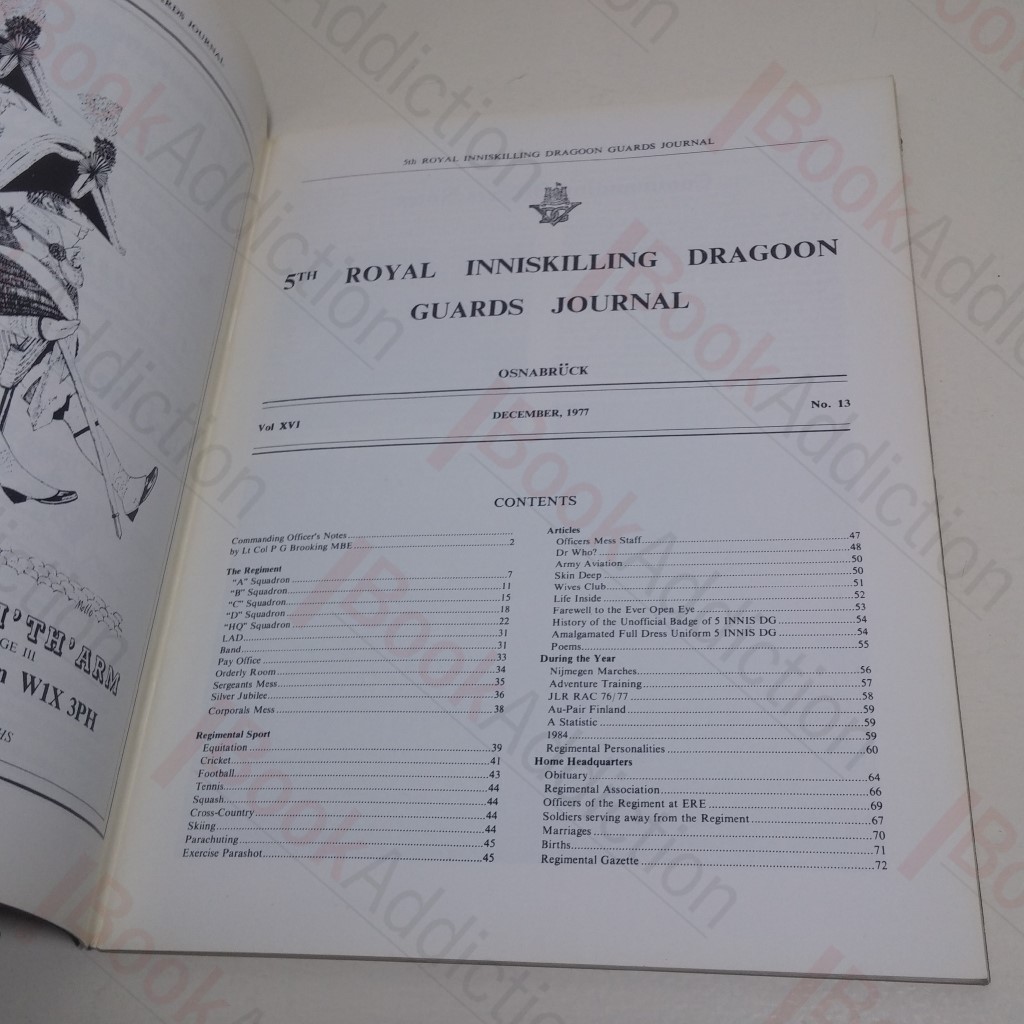 RDS JOURNAL
Mollo
I'TH'ARM
GE III
n W1X 3PH
5th ROYAL INNISKILLING DRAGOON GUARDS JOURNAL
5TH ROYAL INNISKILLING DRAGOON
GUARDS JOURNAL
OSNABRÜCK
Vol XVI DECEMBER, 1977 No. 13
CONTENTS
Commanding Officer's Notes
by Lt Col P G Brooking MBE 2
The Regiment
"A" Squadron 7
"B" Squadron 11
"C" Squadron 15
"D" Squadron 18
"HQ" Squadron 22
LAD 31
Band 31
Pay Office 33
Orderly Room 34
Sergeants Mess 35
Silver Jubilee 36
Corporals Mess 38
Regimental Sport
Equitation 39
Cricket 41
Football 43
Tennis 44
Squash 44
Cross-Country 44
Skiing 44
Parachuting 45
Exercise Parashot 45
Articles
Officers Mess Staff 47
Dr Who? 48
Army Aviation 50
Skin Deep 50
Wives Club 51
Life Inside 52
Farewell to the Ever Open Eye 53
History of the Unofficial Badge of 5 INNIS DG 54
Amalgamated Full Dress Uniform 5 INNIS DG 54
Poems 55
During the Year
Nijmegen Marches 56
Adventure Training 57
JLR RAC 76/77 58
Au-Pair Finland 59
A Statistic 59
1984 59
Regimental Personalities 60
Home Headquarters
Obituary 64
Regimental Association 66
Officers of the Regiment at ERE 69
Soldiers serving away from the Regiment 67
Marriages 70
Births 71
Regimental Gazette 72
BookAddiction